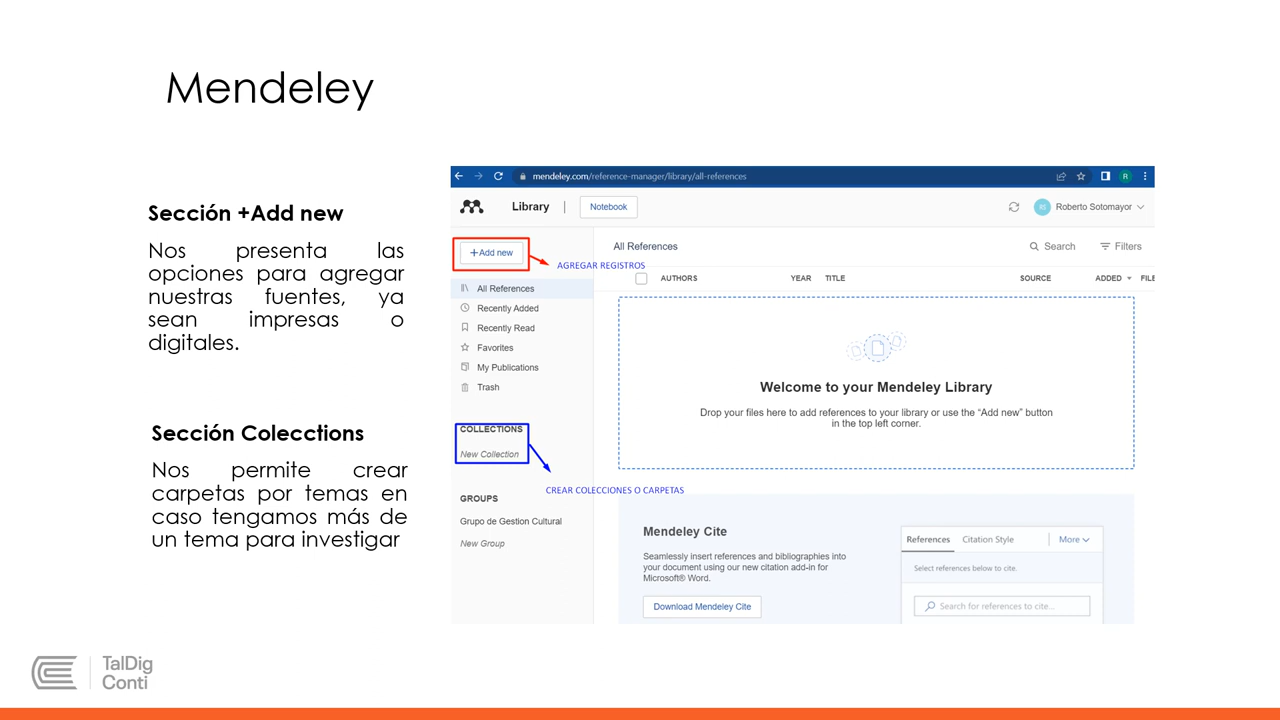 Mendeley
Sección +Add new
Nos presenta las
opciones para agregar
nuestras fuentes, ya
sean impresas o
digitales.
Sección Colecctions
Nos permite crear
carpetas por temas en
caso tengamos más de
un tema para investigar
mendeley.com/reference-manager/library/all-references
R
Library | Notebook
RS Roberto Sotomayor
+Add new
AGREGAR REGISTROS
All References
Search
Filters
AUTHORS YEAR TITLE SOURCE ADDED FILE
All References
Recently Added
Recently Read
Favorites
My Publications
Trash
COLLECTIONS
New Collection
CREAR COLECCIONES O CARPETAS
GROUPS
Grupo de Gestion Cultural
New Group
Welcome to your Mendeley Library
Drop your files here to add references to your library or use the “Add new” button
in the top left corner.
Mendeley Cite
Seamlessly insert references and bibliographies into
your document using our new citation add-in for
Microsoft® Word.
Download Mendeley Cite
References Citation Style More
Select references below to cite.
Search for references to cite...
TalDig
Conti